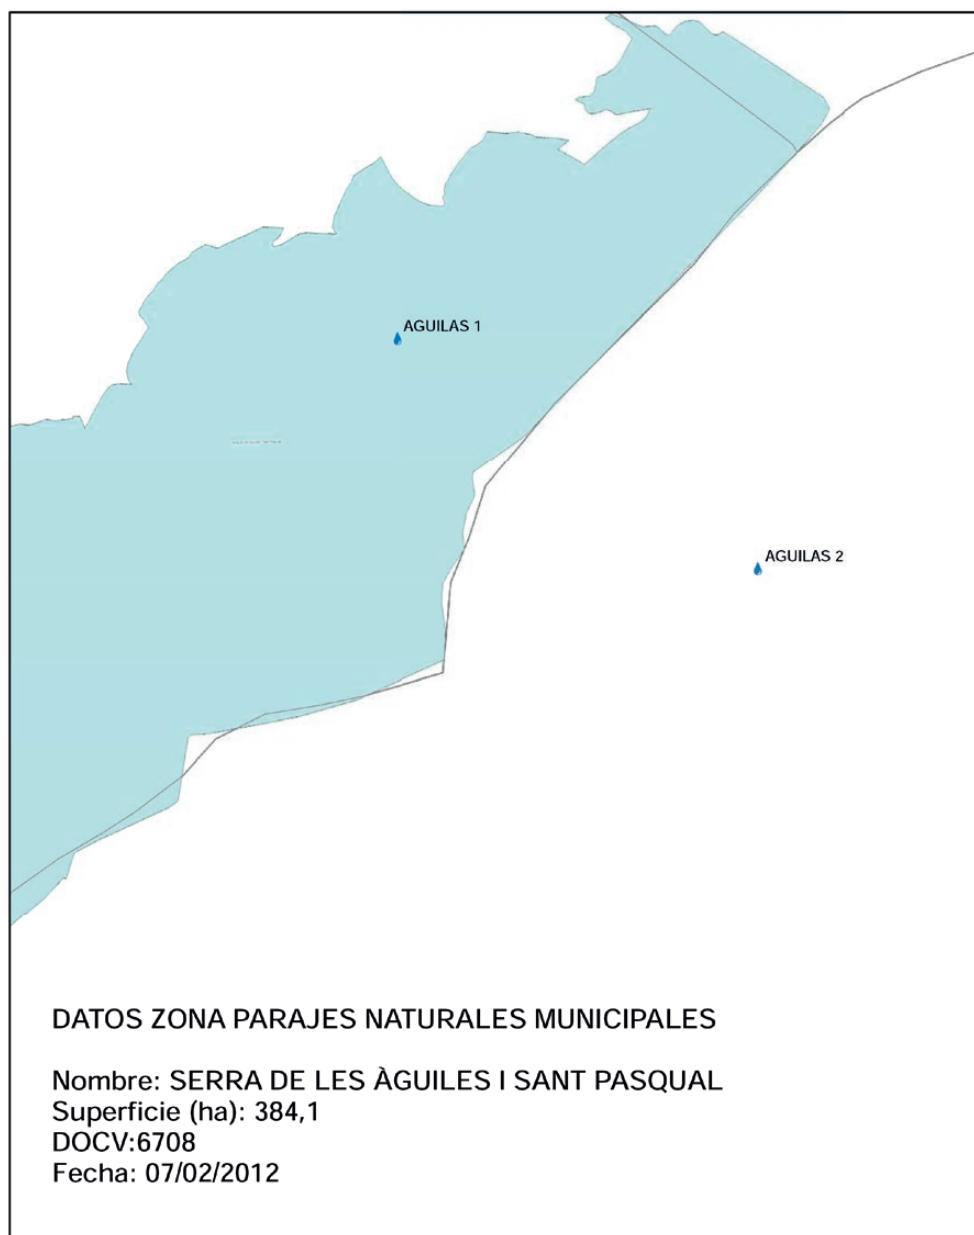 AGUILAS 1
AGUILAS 2
DATOS ZONA PARAJES NATURALES MUNICIPALES
Nombre: SERRA DE LES ÀGUILES I SANT PASQUAL
Superficie (ha): 384,1
DOCV:6708
Fecha: 07/02/2012